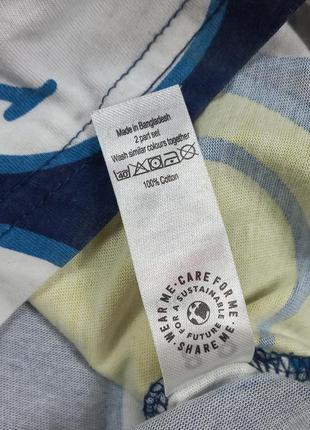 Made in Bangladesh
2 part set
Wash similar colours together
40
100% Cotton
WEAR ME · CARE FOR ME · SHARE ME ·
FOR A SUSTAINABLE FUTURE